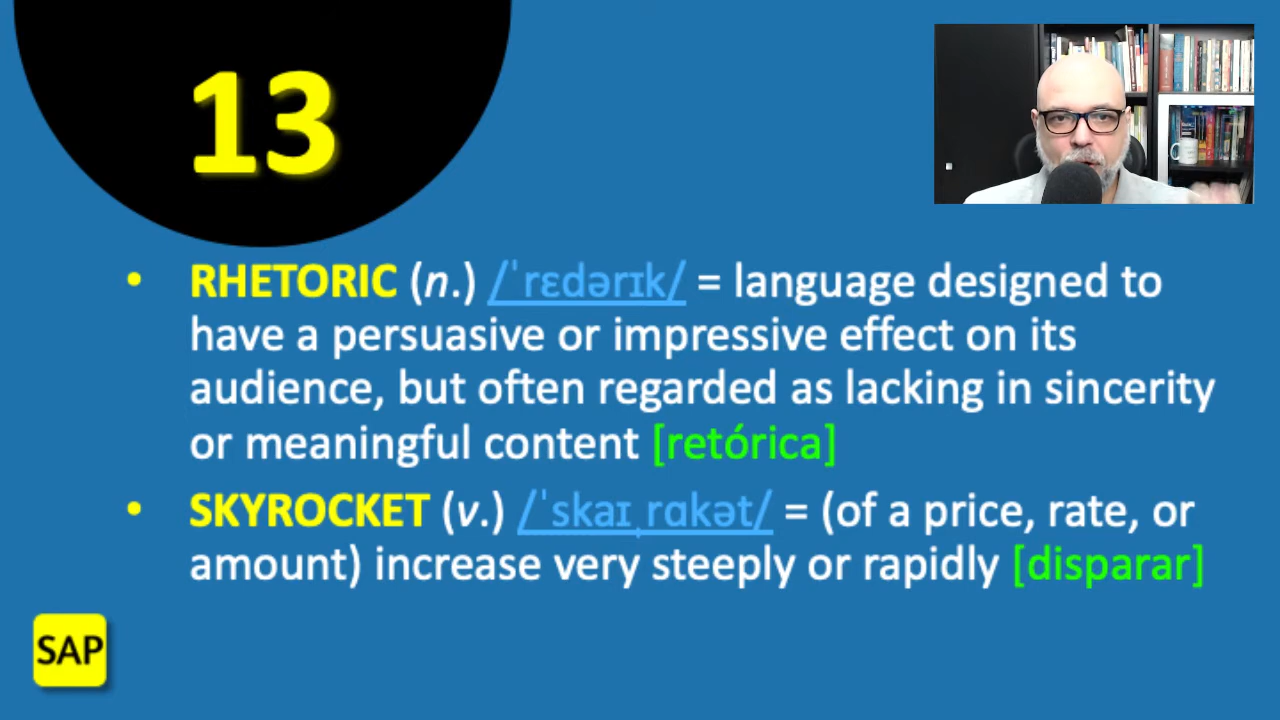 13
• RHETORIC (n.) /ˈrɛdərɪk/ = language designed to
have a persuasive or impressive effect on its
audience, but often regarded as lacking in sincerity
or meaningful content [retórica]
• SKYROCKET (v.) /ˈskaɪˌrɑkət/ = (of a price, rate, or
amount) increase very steeply or rapidly [disparar]
SAP